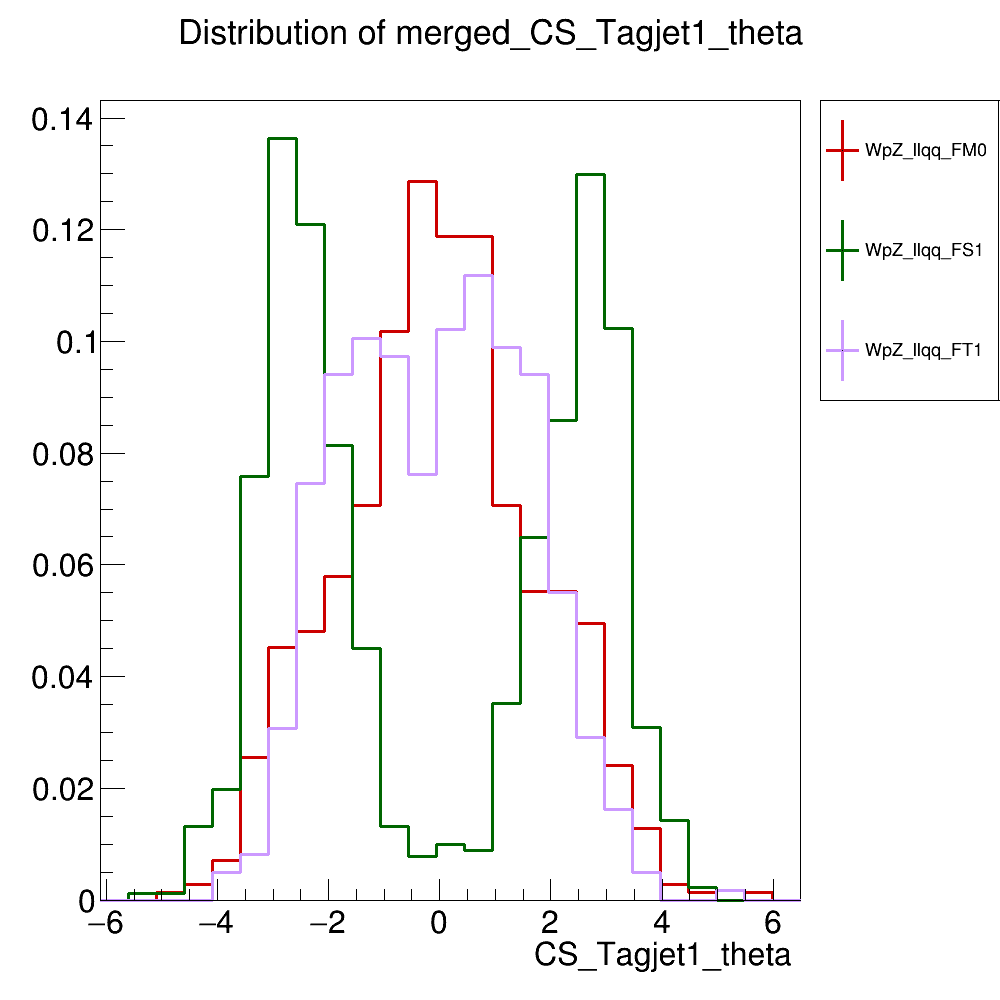 Distribution of merged_CS_Tagjet1_theta
0.14
0.12
0.1
0.08
0.06
0.04
0.02
0
−6 −4 −2 0 2 4 6
CS_Tagjet1_theta
WpZ_llqq_FM0
WpZ_llqq_FS1
WpZ_llqq_FT1